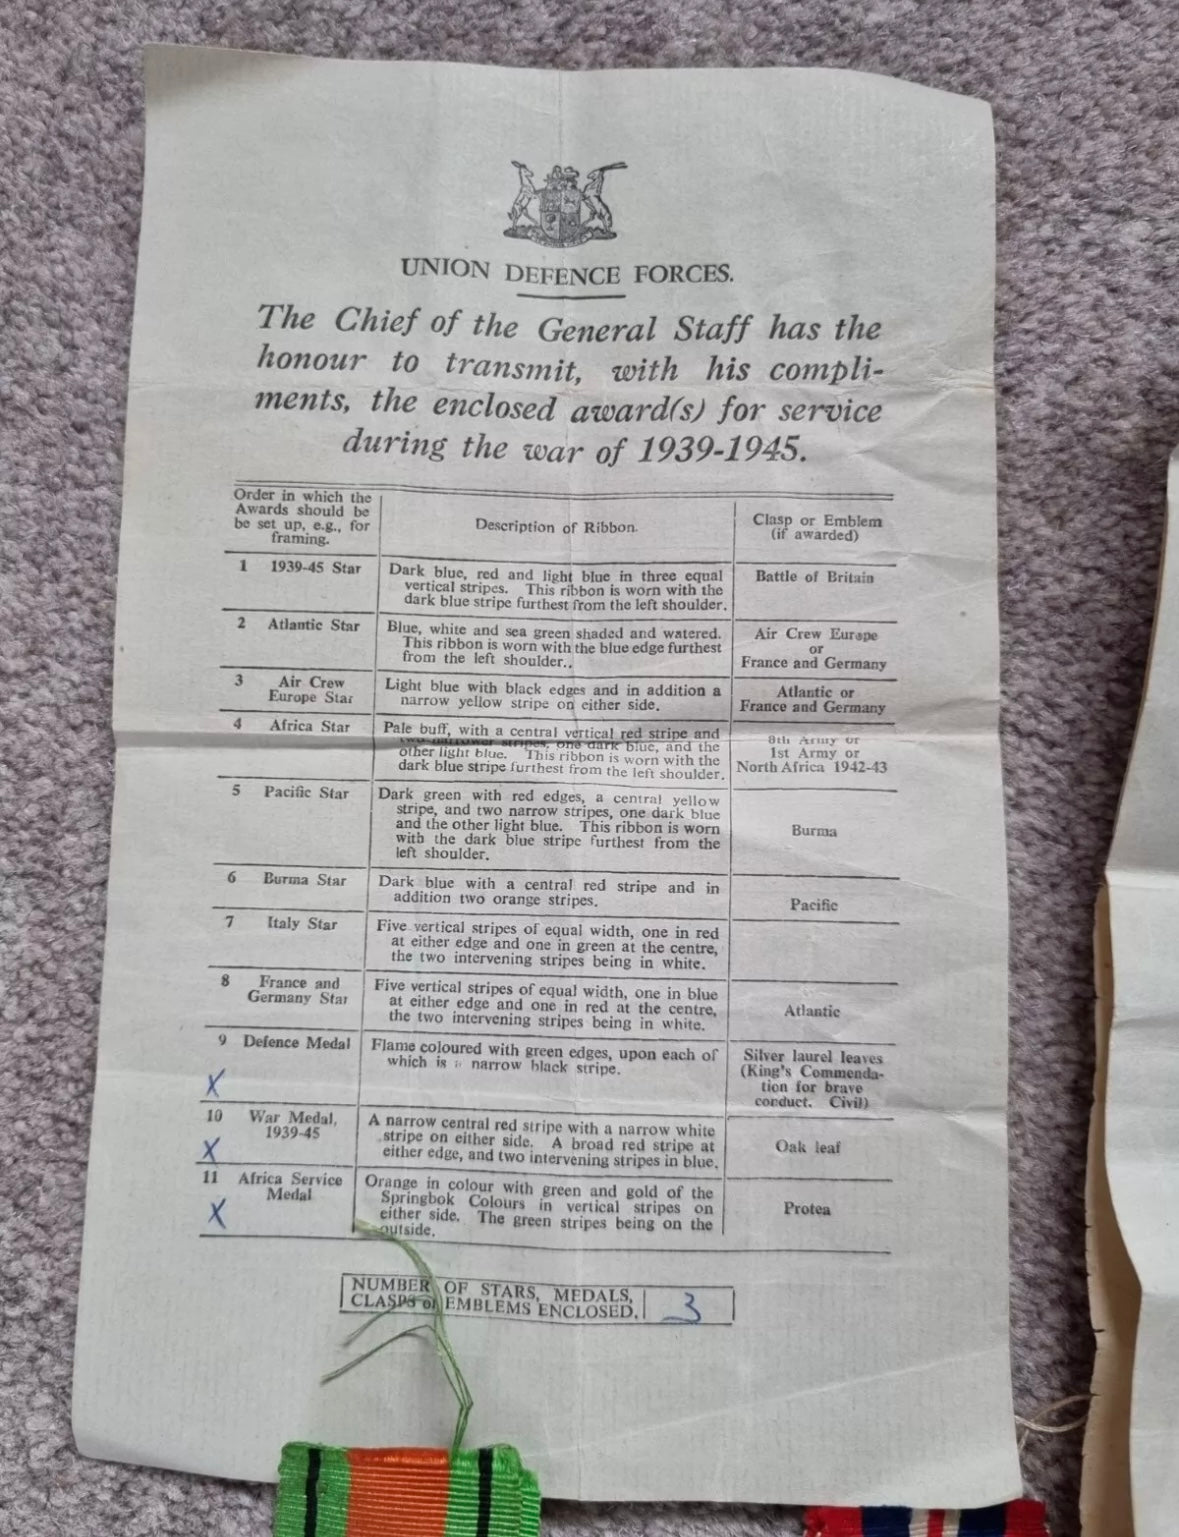 UNION DEFENCE FORCES.
The Chief of the General Staff has the
honour to transmit, with his compli-
ments, the enclosed award(s) for service
during the war of 1939-1945.
Order in which the
Awards should be
be set up, e.g., for
framing.
Description of Ribbon.
Clasp or Emblem
(if awarded)
1 1939-45 Star
Dark blue, red and light blue in three equal
vertical stripes. This ribbon is worn with the
dark blue stripe furthest from the left shoulder.
Battle of Britain
2 Atlantic Star
Blue, white and sea green shaded and watered.
This ribbon is worn with the blue edge furthest
from the left shoulder..
Air Crew Europe
or
France and Germany
3 Air Crew
Europe Star
Light blue with black edges and in addition a
narrow yellow stripe on either side.
Atlantic or
France and Germany
4 Africa Star
Pale buff, with a central vertical red stripe and
two narrower stripes, one dark blue, and the
other light blue. This ribbon is worn with the
dark blue stripe furthest from the left shoulder.
8th Army or
1st Army or
North Africa 1942-43
5 Pacific Star
Dark green with red edges, a central yellow
stripe, and two narrow stripes, one dark blue
and the other light blue. This ribbon is worn
with the dark blue stripe furthest from the
left shoulder.
Burma
6 Burma Star
Dark blue with a central red stripe and in
addition two orange stripes.
Pacific
7 Italy Star
Five vertical stripes of equal width, one in red
at either edge and one in green at the centre,
the two intervening stripes being in white.
8 France and
Germany Star
Five vertical stripes of equal width, one in blue
at either edge and one in red at the centre,
the two intervening stripes being in white.
Atlantic
9 Defence Medal
X
Flame coloured with green edges, upon each of
which is a narrow black stripe.
Silver laurel leaves
(King's Commenda-
tion for brave
conduct. Civil)
10 War Medal,
1939-45
X
A narrow central red stripe with a narrow white
stripe on either side. A broad red stripe at
either edge, and two intervening stripes in blue.
Oak leaf
11 Africa Service
Medal
X
Orange in colour with green and gold of the
Springbok Colours in vertical stripes on
either side. The green stripes being on the
outside.
Protea
NUMBER OF STARS, MEDALS,
CLASPS or EMBLEMS ENCLOSED. 3